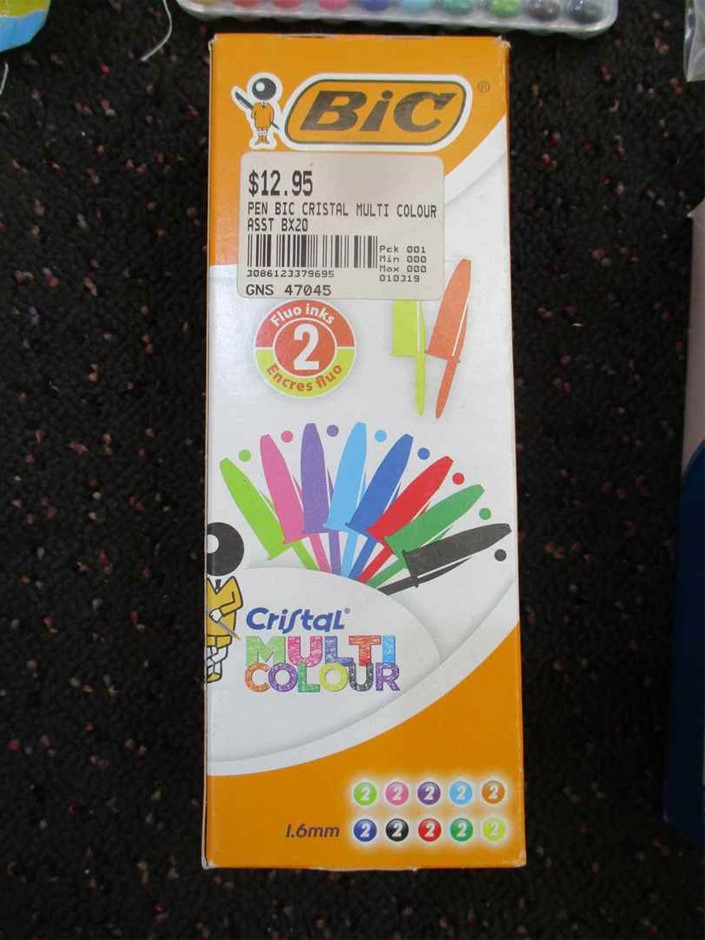 BiC®
$12.95
PEN BIC CRISTAL MULTI COLOUR
ASST BX20
Pck 001
Min 000
Max 000
3086123379695
010319
GNS 47045
Fluo inks
2
Encres fluo
Cristal®
MULTI
COLOUR
2 2 2 2 2
1.6mm 2 2 2 2 2